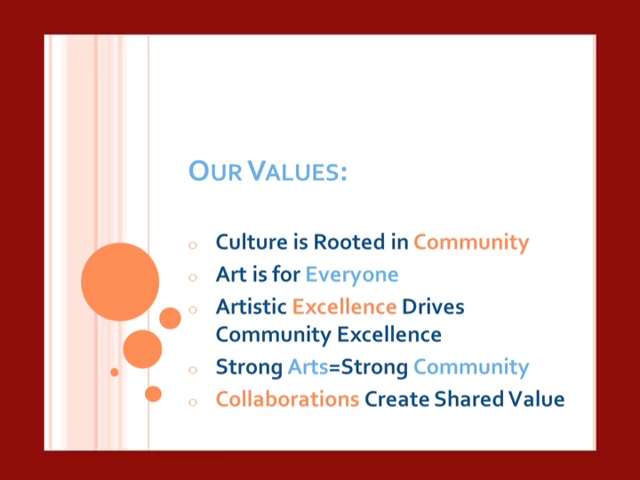 Our Values:
Culture is Rooted in Community
Art is for Everyone
Artistic Excellence Drives
Community Excellence
Strong Arts=Strong Community
Collaborations Create Shared Value